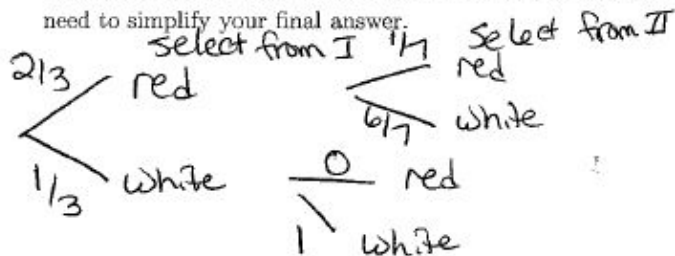 need to simplify your final answer.
select from I
select from II
2/3
red
1/7
red
6/7
white
1/3
white
0
red
1
white